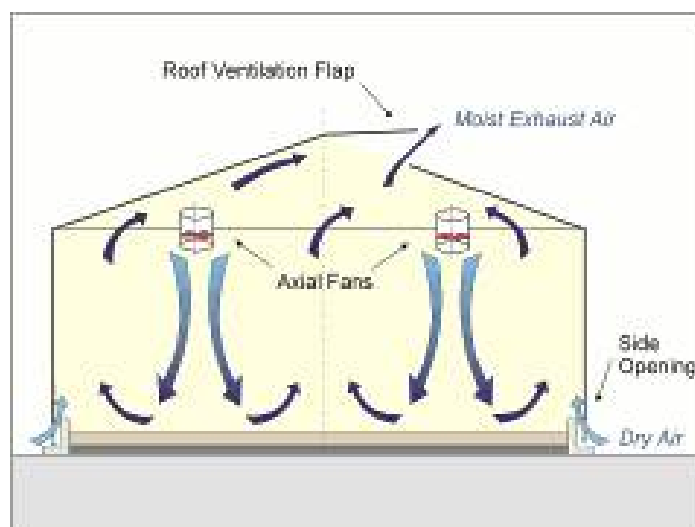 Roof Ventilation Flap
Moist Exhaust Air
Axial Fans
Side
Opening
Dry Air